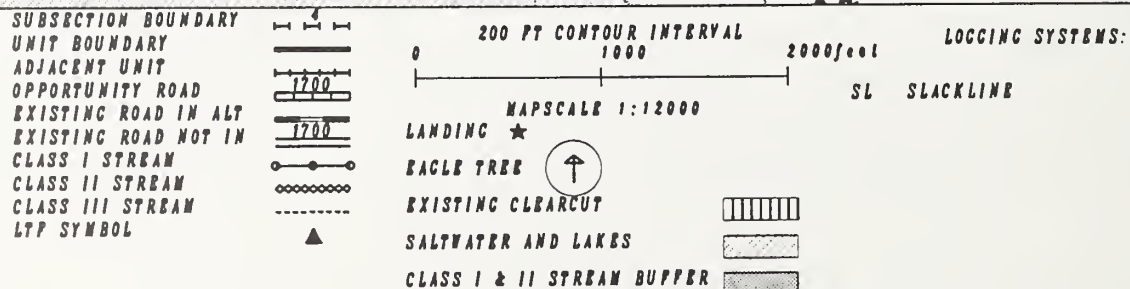 SUBSECTION BOUNDARY 4
UNIT BOUNDARY
ADJACENT UNIT
OPPORTUNITY ROAD 1700
EXISTING ROAD IN ALT
EXISTING ROAD NOT IN 1700
CLASS I STREAM
CLASS II STREAM
CLASS III STREAM
LTF SYMBOL
200 FT CONTOUR INTERVAL
0 1000 2000feet
MAPSCALE 1:12000
LANDING
EAGLE TREE
EXISTING CLEARCUT
SALTWATER AND LAKES
CLASS I & II STREAM BUFFER
LOGGING SYSTEMS:
SL SLACKLINE